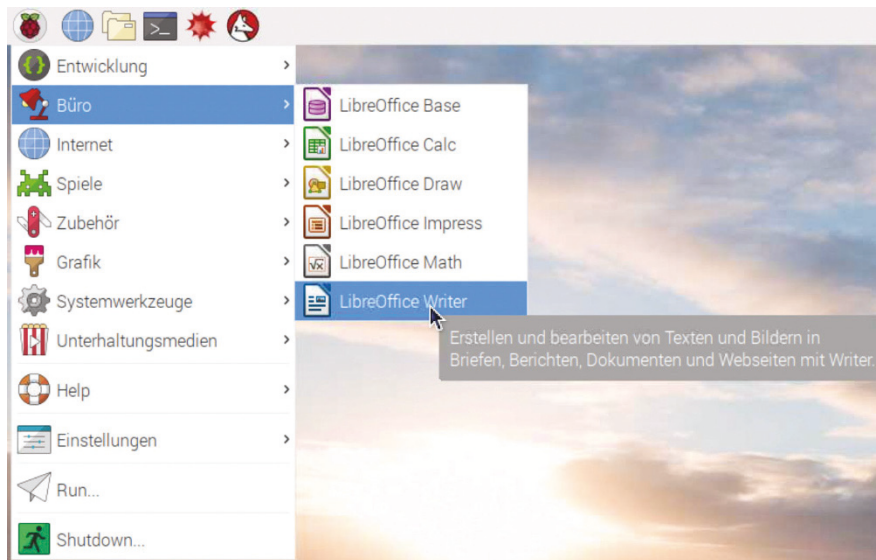 Entwicklung
Büro
Internet
Spiele
Zubehör
Grafik
Systemwerkzeuge
Unterhaltungsmedien
Help
Einstellungen
Run...
Shutdown...
LibreOffice Base
LibreOffice Calc
LibreOffice Draw
LibreOffice Impress
LibreOffice Math
LibreOffice Writer
Erstellen und bearbeiten von Texten und Bildern in
Briefen, Berichten, Dokumenten und Webseiten mit Writer.